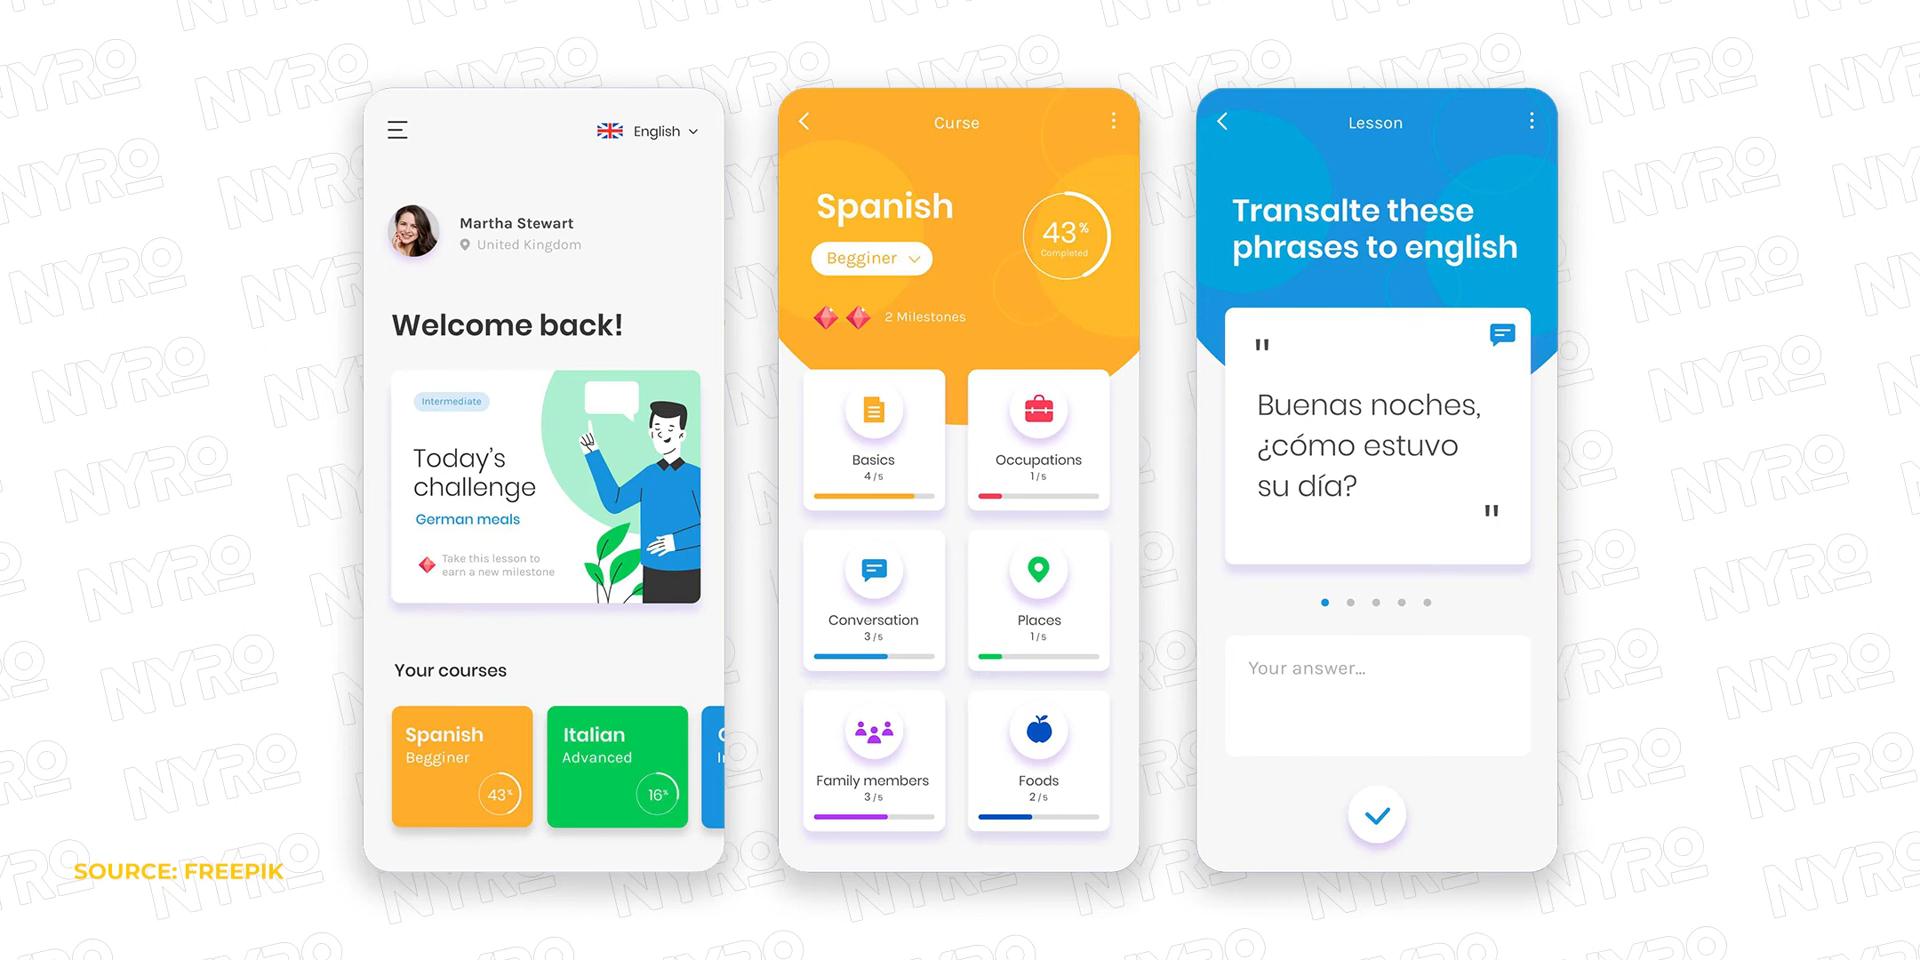 English
Martha Stewart
United Kingdom
Welcome back!
Intermediate
Today's
challenge
German meals
Take this lesson to
earn a new milestone
Your courses
Spanish
Begginer
43%
Italian
Advanced
16%
Curse
Spanish
Begginer
43%
Completed
2 Milestones
Basics
4/5
Occupations
1/5
Conversation
3/5
Places
1/5
Family members
3/5
Foods
2/5
Lesson
Transalte these
phrases to english
"
Buenas noches,
¿cómo estuvo
su día?
"
Your answer...
SOURCE: FREEPIK
NYRO